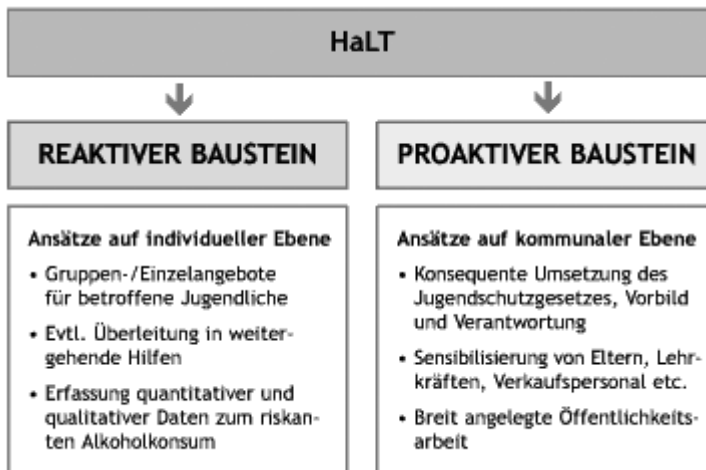 HaLT
REAKTIVER BAUSTEIN
Ansätze auf individueller Ebene
• Gruppen-/Einzelangebote
für betroffene Jugendliche
• Evtl. Überleitung in weiter-
gehende Hilfen
• Erfassung quantitativer und
qualitativer Daten zum riskan-
ten Alkoholkonsum
PROAKTIVER BAUSTEIN
Ansätze auf kommunaler Ebene
• Konsequente Umsetzung des
Jugendschutzgesetzes, Vorbild
und Verantwortung
• Sensibilisierung von Eltern, Lehr-
kräften, Verkaufspersonal etc.
• Breit angelegte Öffentlichkeits-
arbeit